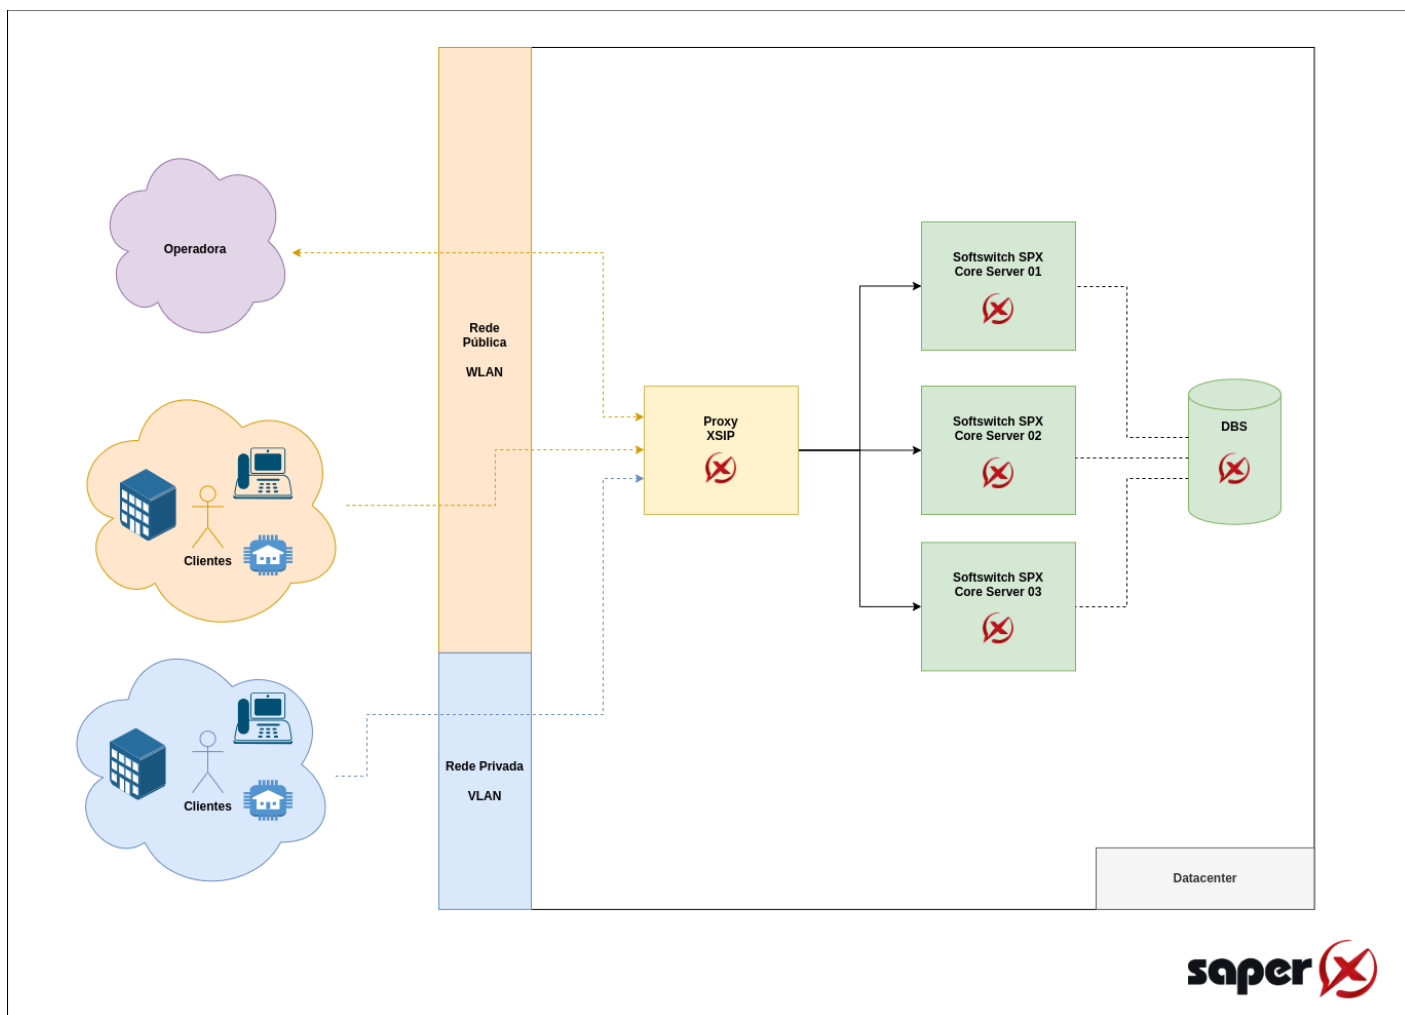 Operadora
Rede
Pública
WLAN
Clientes
Clientes
Rede Privada
VLAN
Proxy
XSIP
Softswitch SPX
Core Server 01
Softswitch SPX
Core Server 02
Softswitch SPX
Core Server 03
DBS
Datacenter
saper X